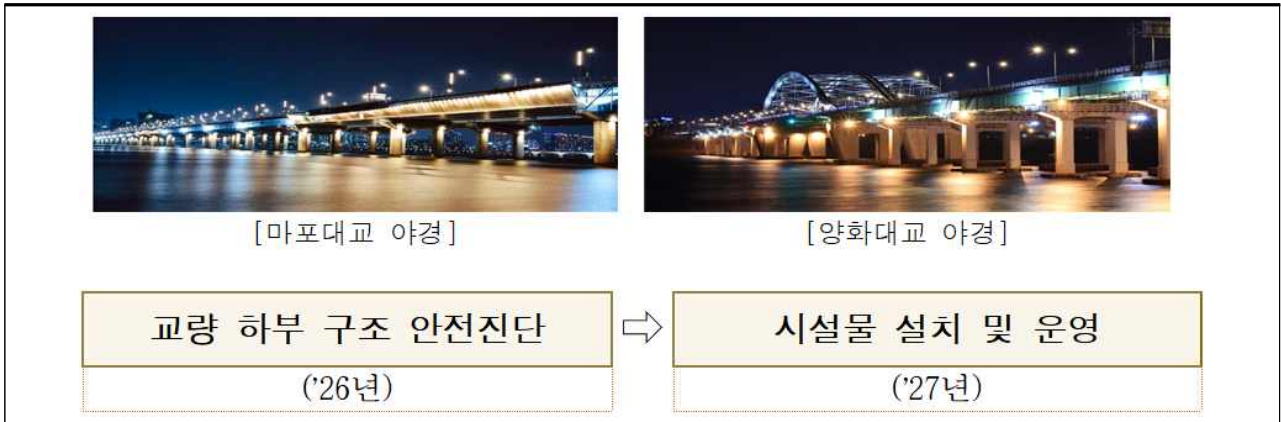 [마포대교 야경]
[양화대교 야경]
교량 하부 구조 안전진단 ⇨ 시설물 설치 및 운영
('26년)
('27년)